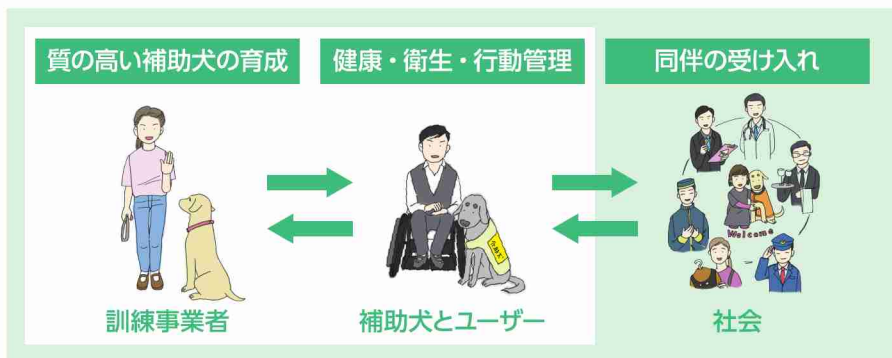 質の高い補助犬の育成
健康・衛生・行動管理
同伴の受け入れ
Welcome
訓練事業者
補助犬とユーザー
社会